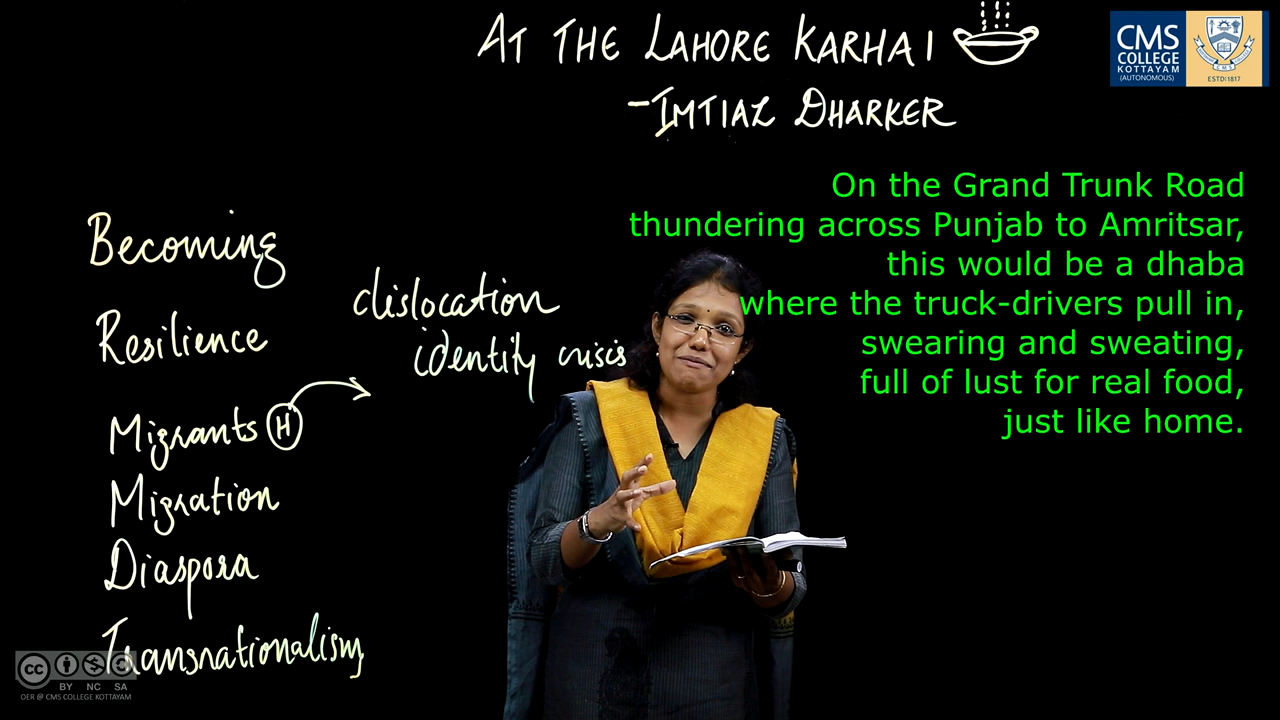 AT THE LAHORE KARHAI
-IMTIAZ DHARKER
CMS
COLLEGE
KOTTAYAM
(AUTONOMOUS)
ESTD:1817
On the Grand Trunk Road
thundering across Punjab to Amritsar,
this would be a dhaba
where the truck-drivers pull in,
swearing and sweating,
full of lust for real food,
just like home.
Becoming
Resilience
Migrants H
Migration
Diaspora
Transnationalism
dislocation
identity crisis
cc
BY NC SA
OER @ CMS COLLEGE KOTTAYAM